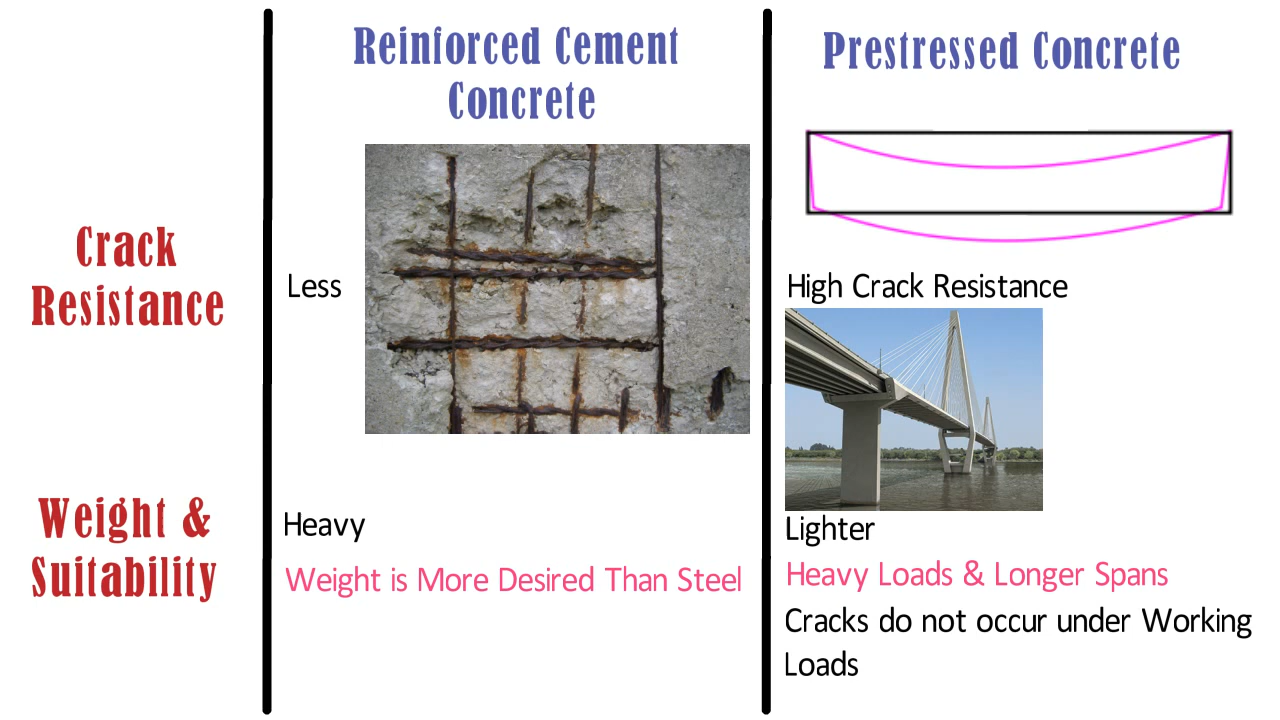 Reinforced Cement
Concrete
Prestressed Concrete
Crack
Resistance
Less
High Crack Resistance
Weight &
Suitability
Heavy
Weight is More Desired Than Steel
Lighter
Heavy Loads & Longer Spans
Cracks do not occur under Working
Loads